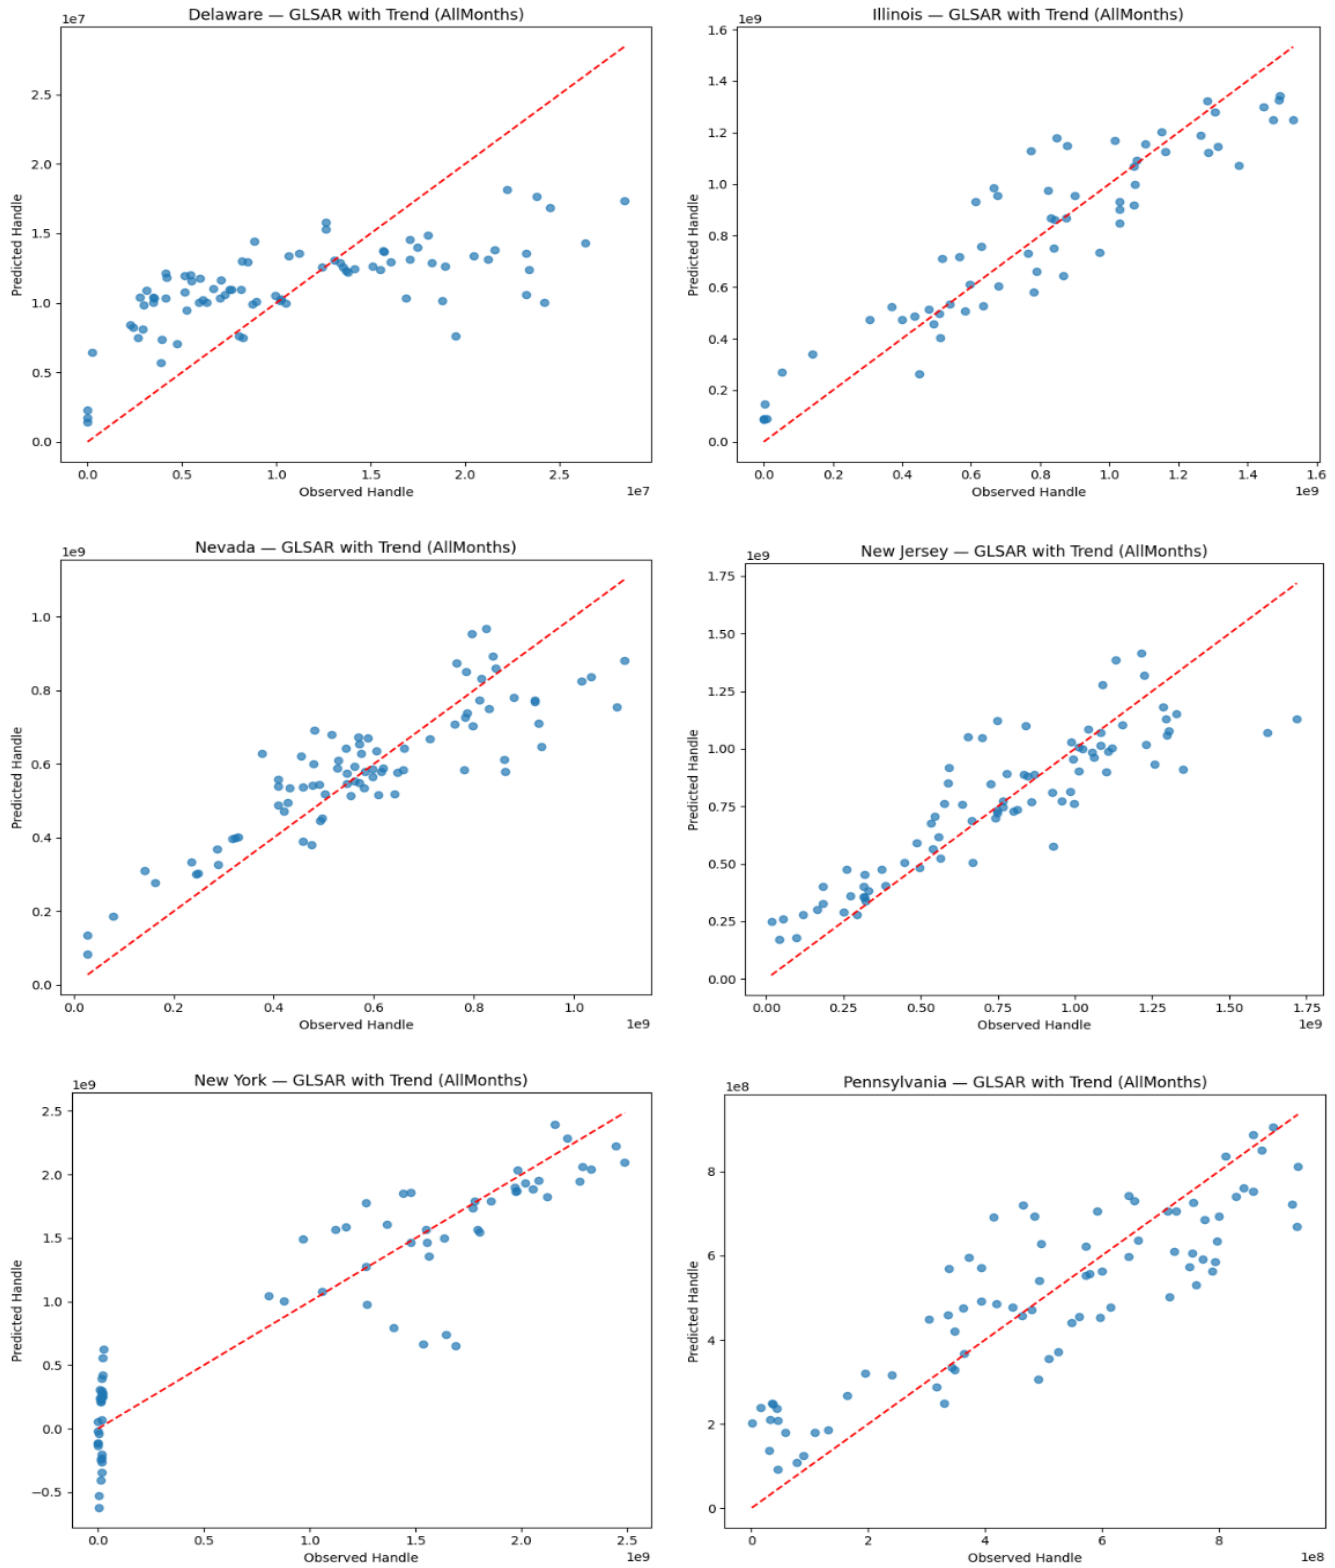 Delaware — GLSAR with Trend (AllMonths)
1e7
Predicted Handle
2.5
2.0
1.5
1.0
0.5
0.0
0.0 0.5 1.0 1.5 2.0 2.5
1e7
Observed Handle
Illinois — GLSAR with Trend (AllMonths)
1e9
Predicted Handle
1.6
1.4
1.2
1.0
0.8
0.6
0.4
0.2
0.0
0.0 0.2 0.4 0.6 0.8 1.0 1.2 1.4 1.6
1e9
Observed Handle
Nevada — GLSAR with Trend (AllMonths)
1e9
Predicted Handle
1.0
0.8
0.6
0.4
0.2
0.0
0.0 0.2 0.4 0.6 0.8 1.0
1e9
Observed Handle
New Jersey — GLSAR with Trend (AllMonths)
1e9
Predicted Handle
1.75
1.50
1.25
1.00
0.75
0.50
0.25
0.00
0.00 0.25 0.50 0.75 1.00 1.25 1.50 1.75
1e9
Observed Handle
New York — GLSAR with Trend (AllMonths)
1e9
Predicted Handle
2.5
2.0
1.5
1.0
0.5
0.0
−0.5
0.0 0.5 1.0 1.5 2.0 2.5
1e9
Observed Handle
Pennsylvania — GLSAR with Trend (AllMonths)
1e8
Predicted Handle
8
6
4
2
0
0 2 4 6 8
1e8
Observed Handle